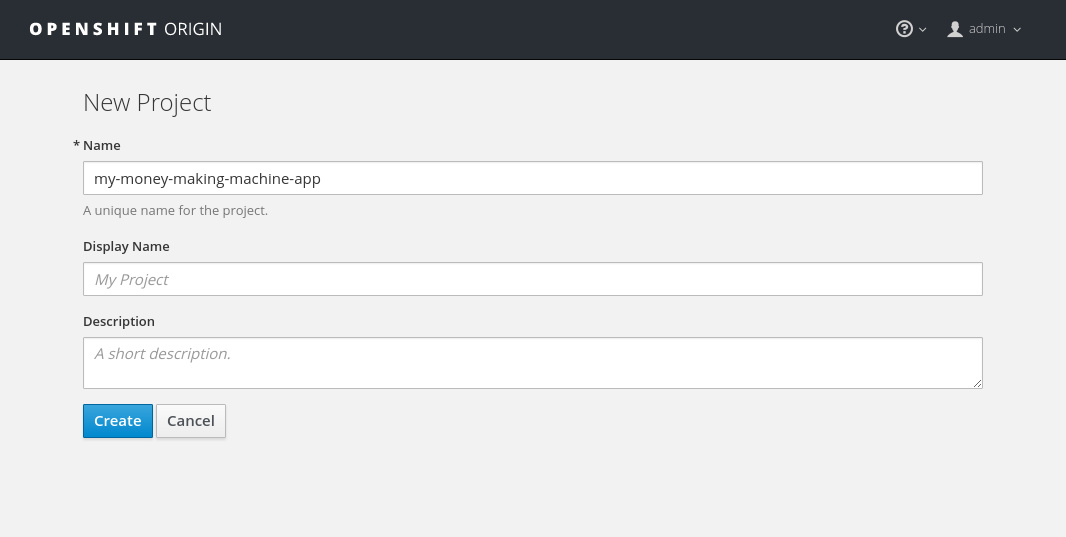 OPENSHIFT ORIGIN
admin
New Project
* Name
my-money-making-machine-app
A unique name for the project.
Display Name
My Project
Description
A short description.
Create Cancel